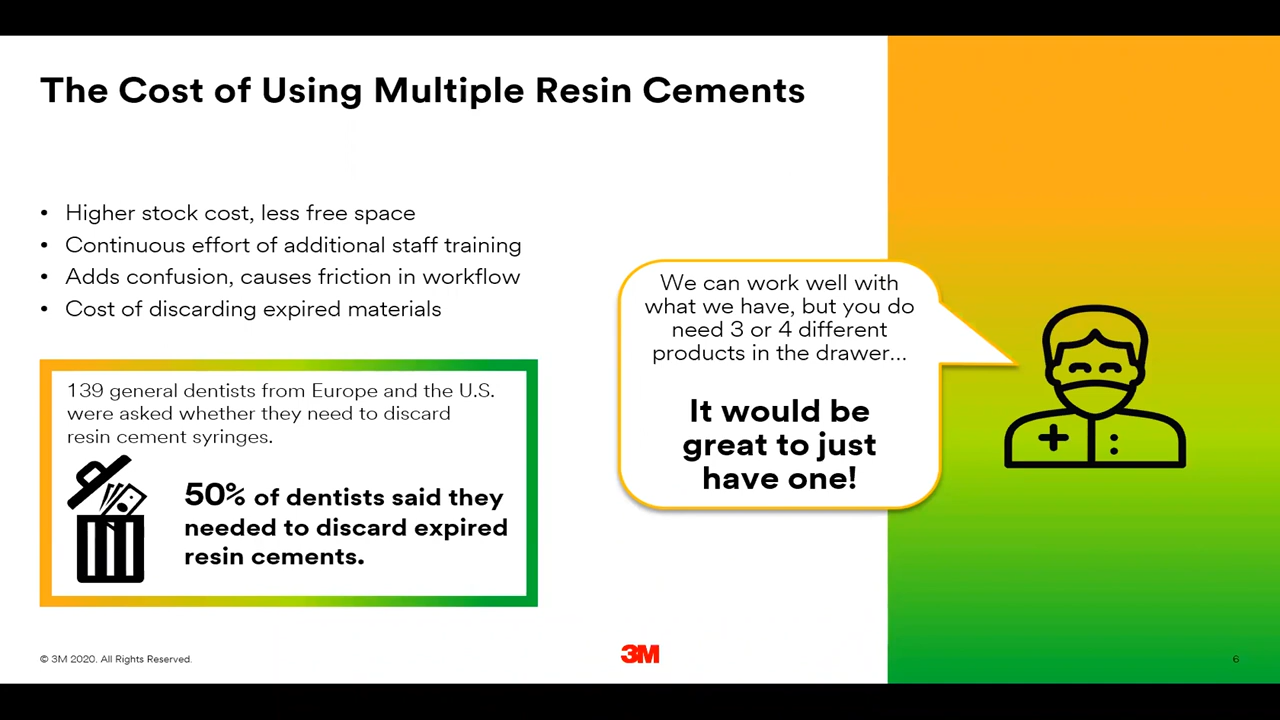 The Cost of Using Multiple Resin Cements
• Higher stock cost, less free space
• Continuous effort of additional staff training
• Adds confusion, causes friction in workflow
• Cost of discarding expired materials
139 general dentists from Europe and the U.S.
were asked whether they need to discard
resin cement syringes.
50% of dentists said they
needed to discard expired
resin cements.
We can work well with
what we have, but you do
need 3 or 4 different
products in the drawer...
It would be
great to just
have one!
© 3M 2020. All Rights Reserved.
3M
6